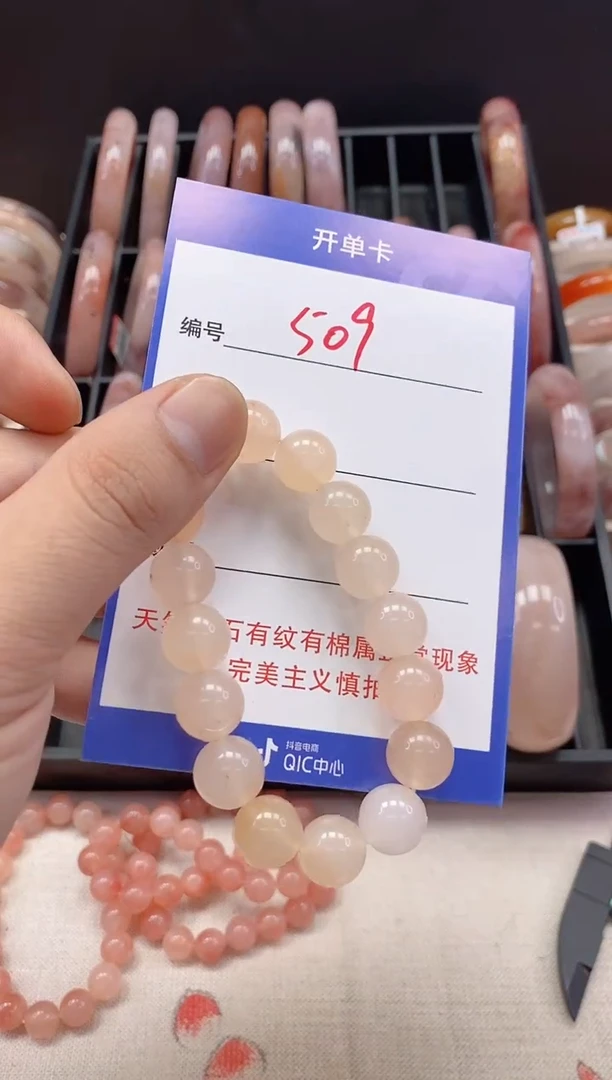 开单卡
编号 509
天 石有纹有棉属 现象
完美主义慎拍
抖音电商
QIC中心